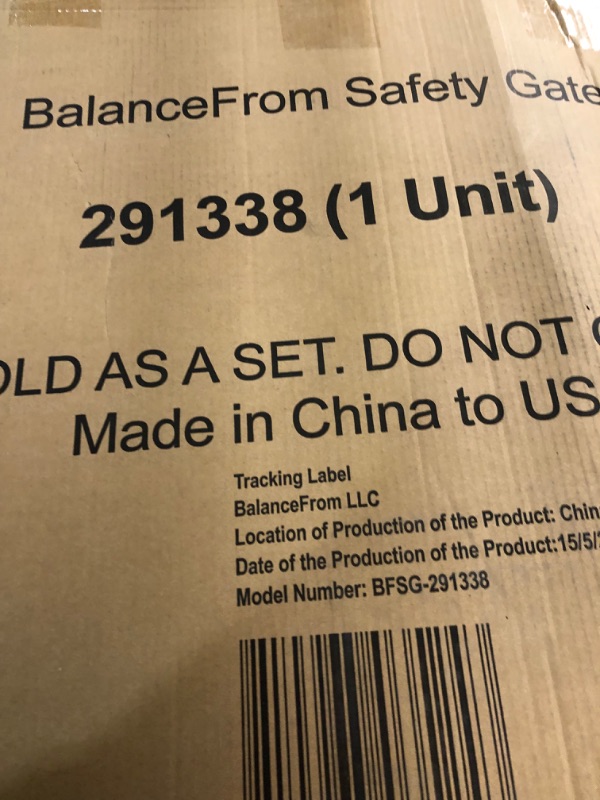 BalanceFrom Safety Gate
291338 (1 Unit)
OLD AS A SET. DO NOT
Made in China to US
Tracking Label
BalanceFrom LLC
Location of Production of the Product: Chin
Date of the Production of the Product:15/5/
Model Number: BFSG-291338